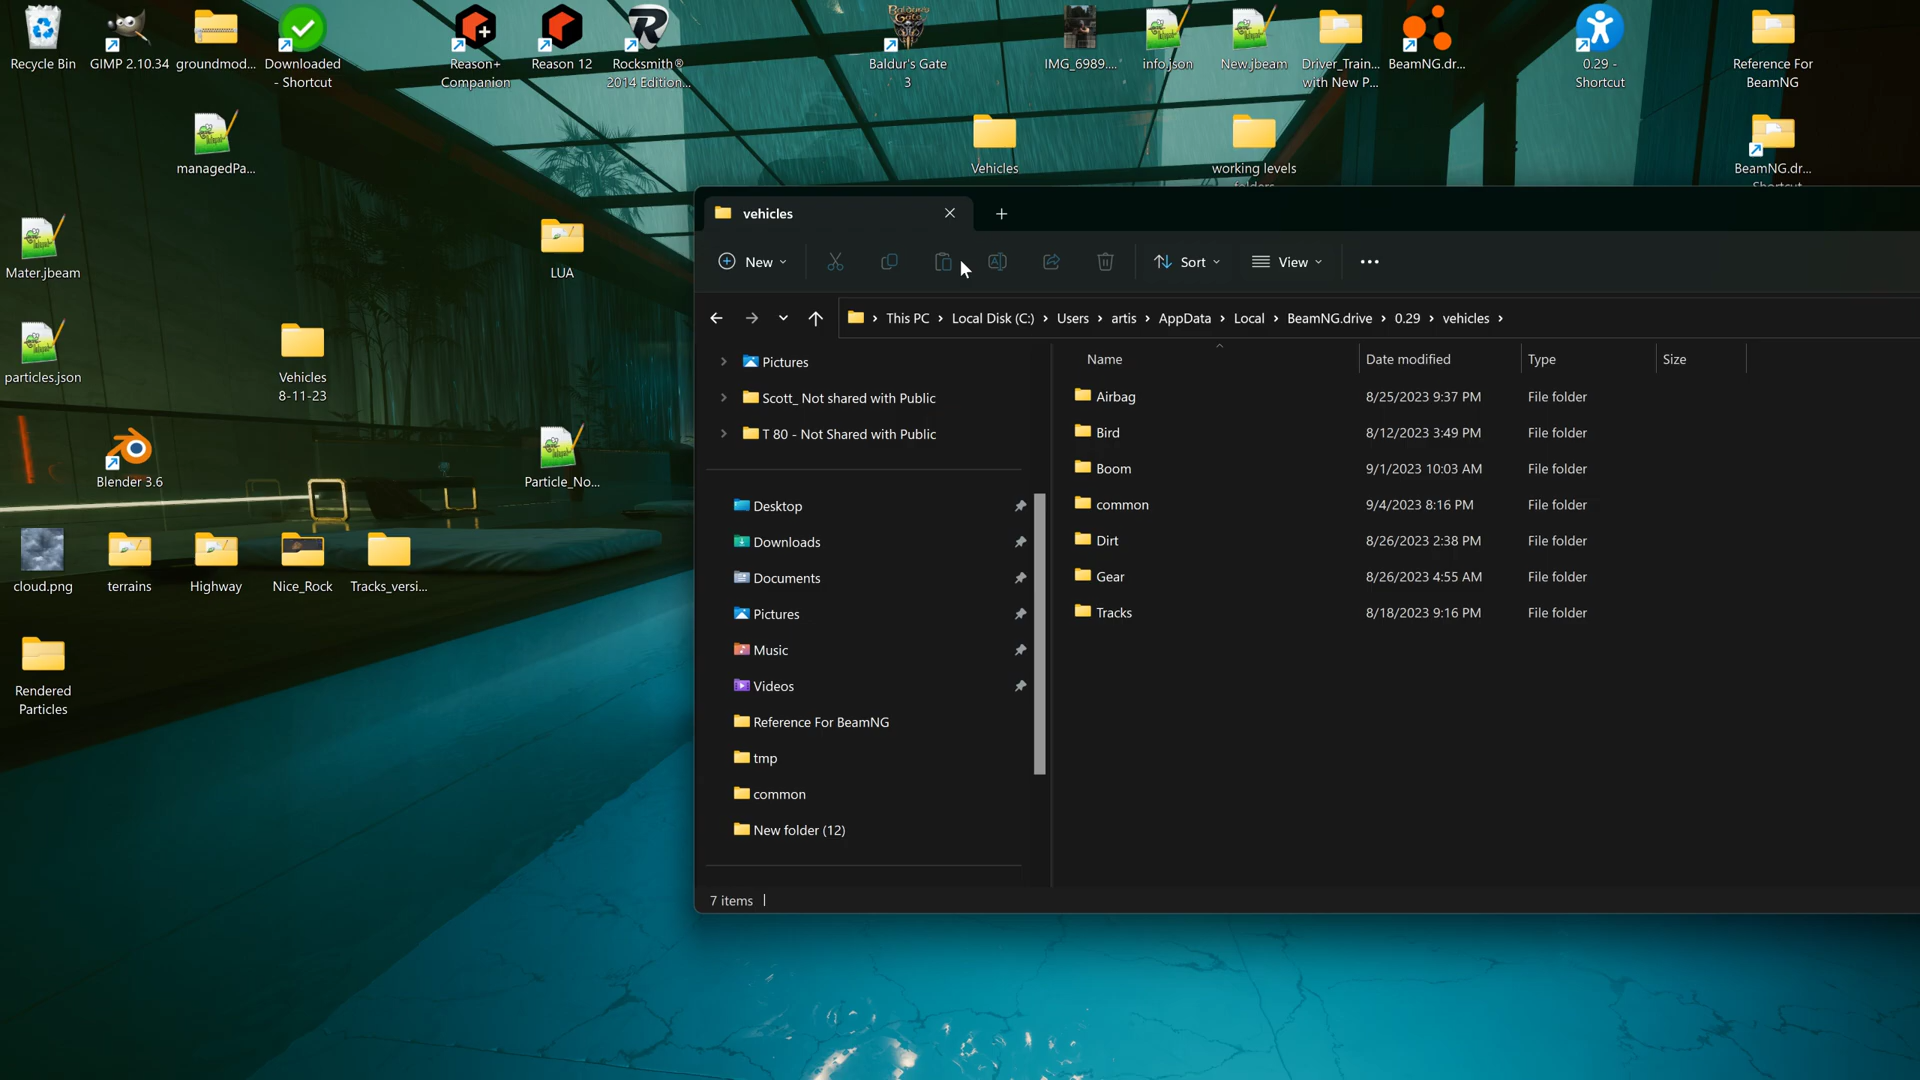 Recycle Bin
GIMP 2.10.34
groundmod...
Downloaded
- Shortcut
Reason+
Companion
Reason 12
Rocksmith®
2014 Edition...
Baldur's Gate
3
IMG_6989....
info.json
New.jbeam
Driver_Train...
with New P...
BeamNG.dr...
0.29 -
Shortcut
Reference For
BeamNG
managedPa...
Vehicles
working levels
folders
BeamNG.dr...
Shortcut
Mater.jbeam
LUA
particles.json
Vehicles
8-11-23
Blender 3.6
Particle_No...
cloud.png
terrains
Highway
Nice_Rock
Tracks_versi...
Rendered
Particles
vehicles
New
Sort
View
This PC > Local Disk (C:) > Users > artis > AppData > Local > BeamNG.drive > 0.29 > vehicles >
Pictures
Scott_ Not shared with Public
T 80 - Not Shared with Public
Desktop
Downloads
Documents
Pictures
Music
Videos
Reference For BeamNG
tmp
common
New folder (12)
Name Date modified Type Size
Airbag 8/25/2023 9:37 PM File folder
Bird 8/12/2023 3:49 PM File folder
Boom 9/1/2023 10:03 AM File folder
common 9/4/2023 8:16 PM File folder
Dirt 8/26/2023 2:38 PM File folder
Gear 8/26/2023 4:55 AM File folder
Tracks 8/18/2023 9:16 PM File folder
7 items